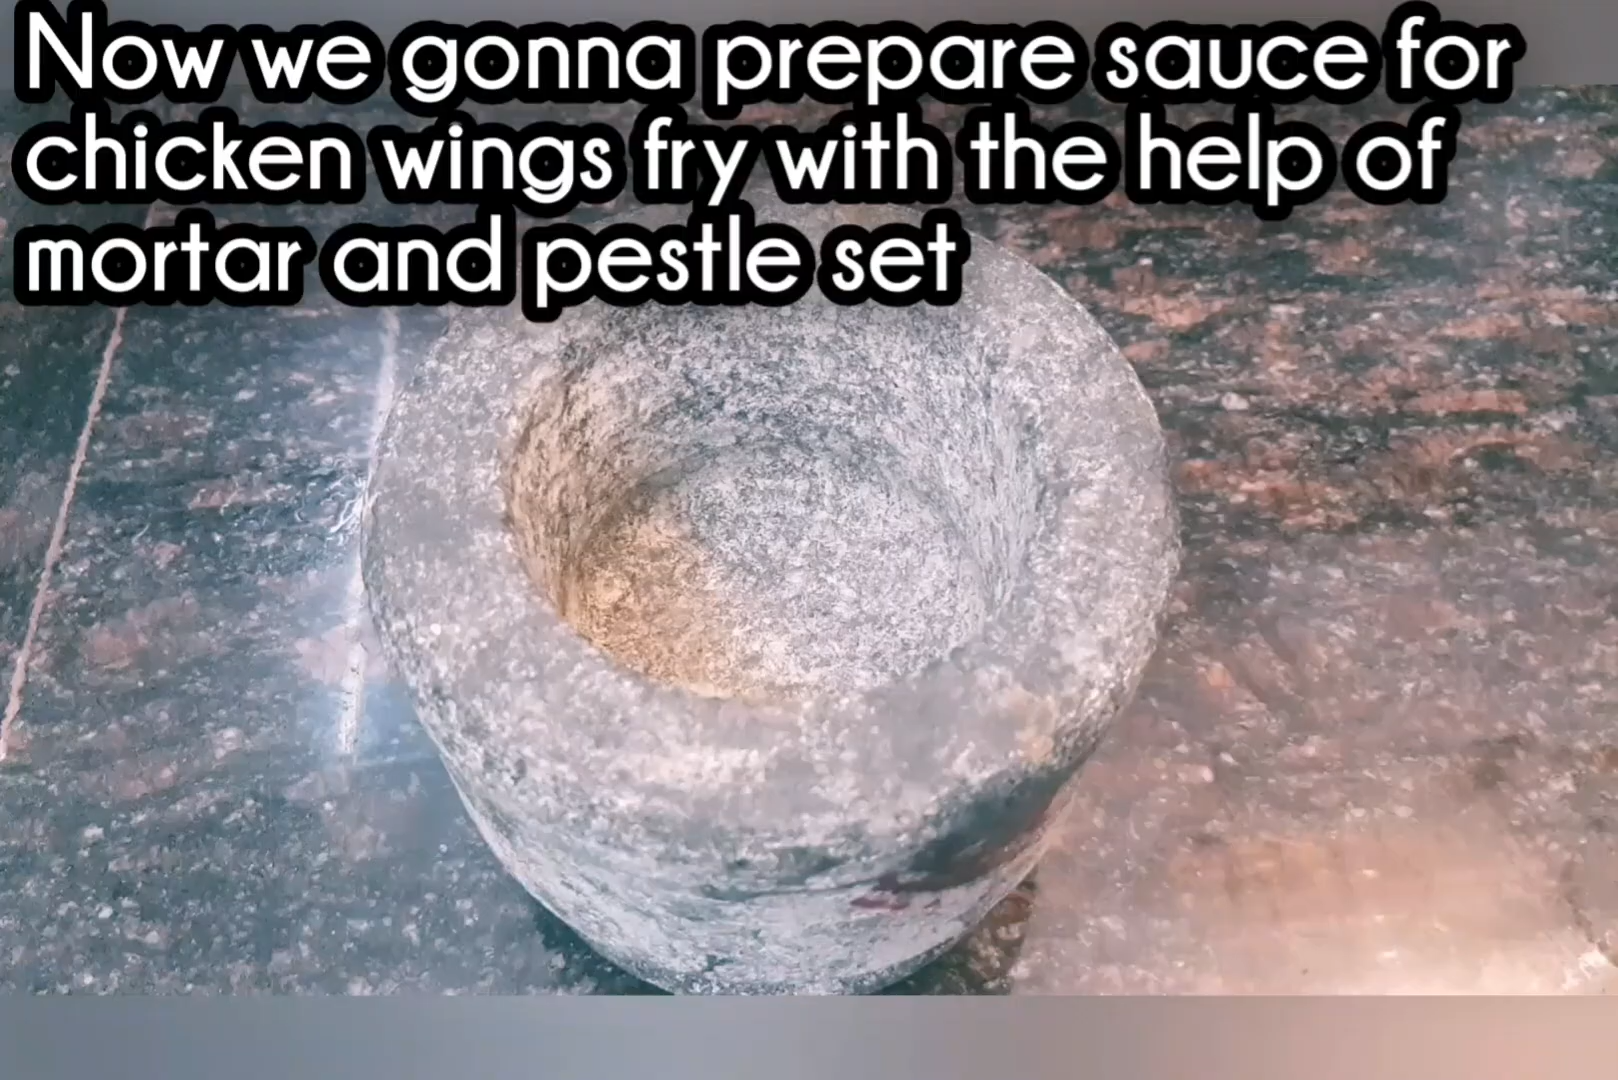 Now we gonna prepare sauce for
chicken wings fry with the help of
mortar and pestle set